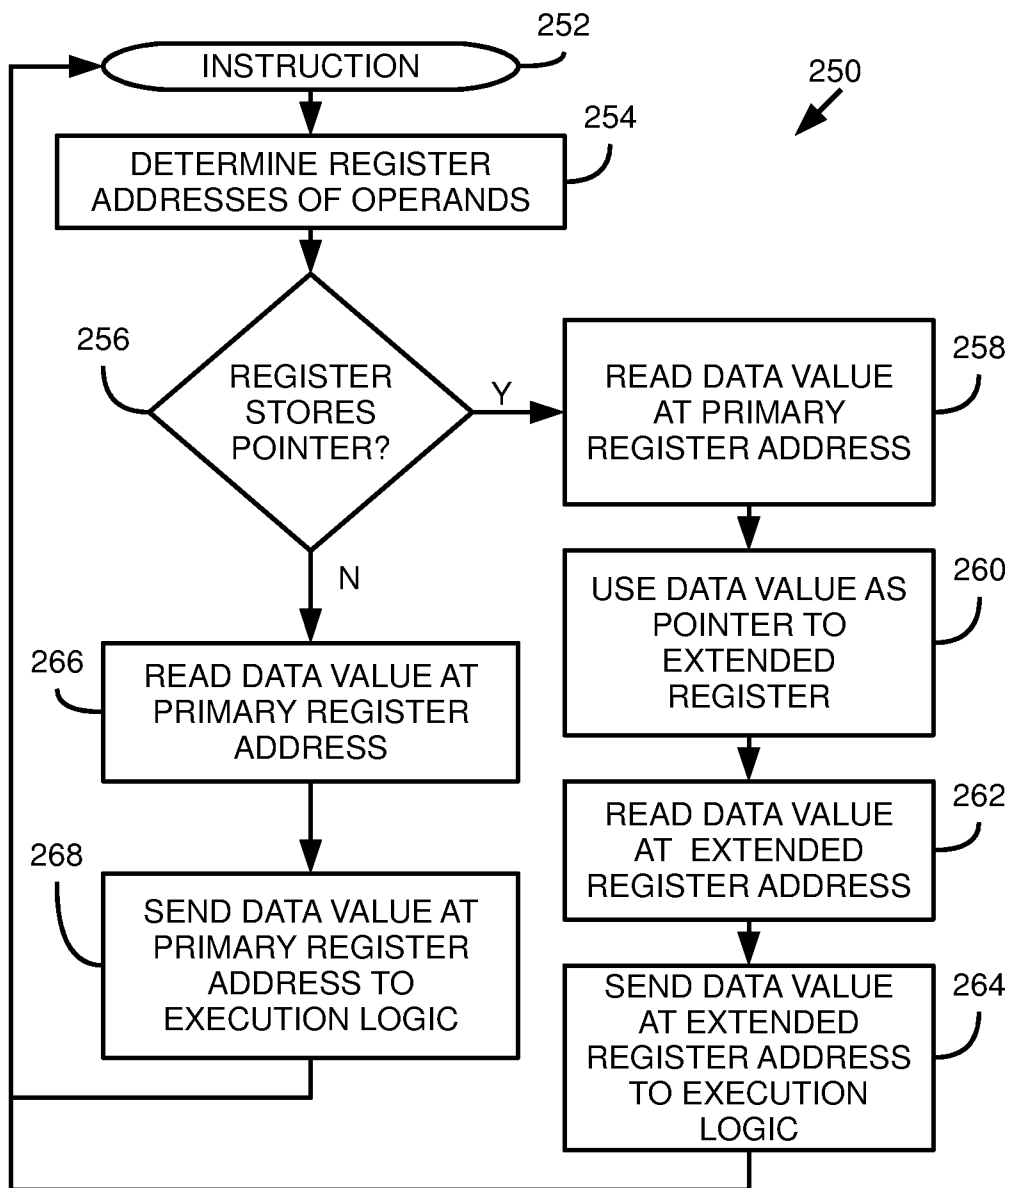 252
INSTRUCTION
250
254
DETERMINE REGISTER
ADDRESSES OF OPERANDS
256
REGISTER
STORES
POINTER?
Y
N
258
READ DATA VALUE
AT PRIMARY
REGISTER ADDRESS
260
USE DATA VALUE AS
POINTER TO
EXTENDED
REGISTER
262
READ DATA VALUE
AT EXTENDED
REGISTER ADDRESS
264
SEND DATA VALUE
AT EXTENDED
REGISTER ADDRESS
TO EXECUTION
LOGIC
266
READ DATA VALUE AT
PRIMARY REGISTER
ADDRESS
268
SEND DATA VALUE AT
PRIMARY REGISTER
ADDRESS TO
EXECUTION LOGIC